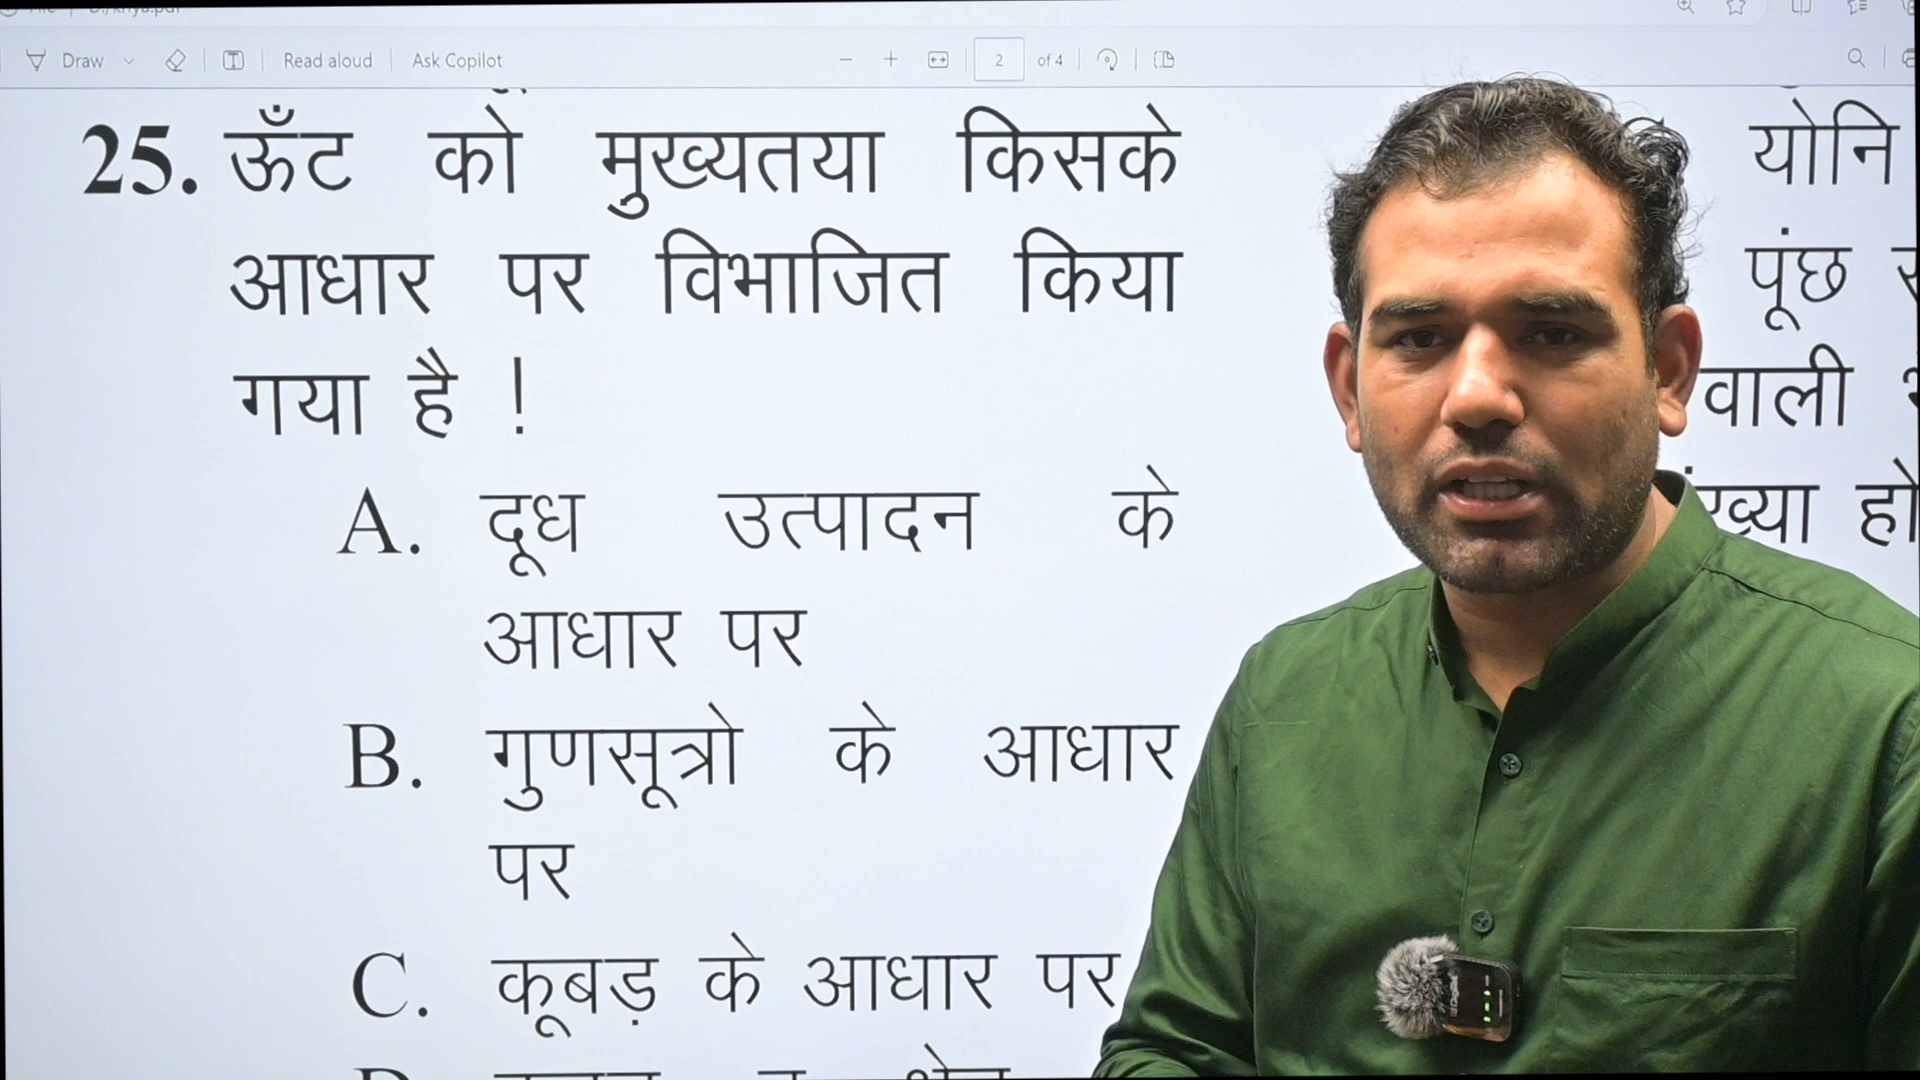 Draw
Read aloud
Ask Copilot
2
of 4
25. ऊँट को मुख्यतया किसके
आधार पर विभाजित किया
गया है !
A. दूध उत्पादन के
आधार पर
B. गुणसूत्रो के आधार
पर
C. कूबड़ के आधार पर
योनि
पूंछ
वाली
हो